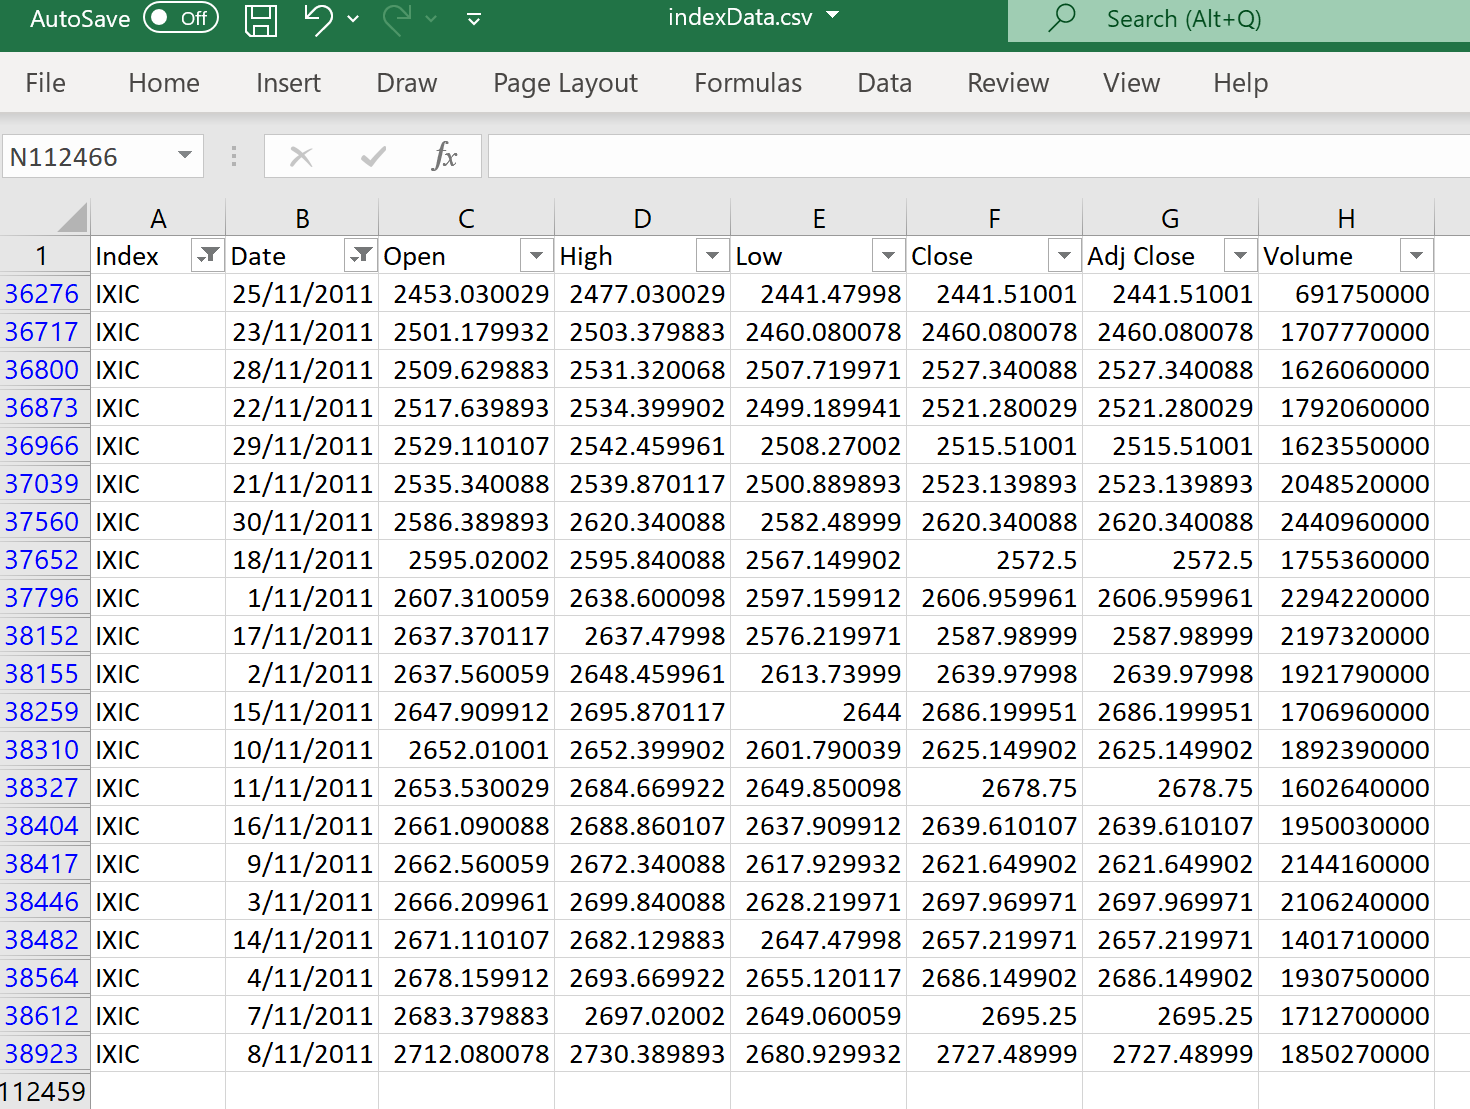 AutoSave Off indexData.csv Search (Alt+Q)
File Home Insert Draw Page Layout Formulas Data Review View Help
N112466 fx
A B C D E F G H
1 Index Date Open High Low Close Adj Close Volume
36276 IXIC 25/11/2011 2453.030029 2477.030029 2441.47998 2441.51001 2441.51001 691750000
36717 IXIC 23/11/2011 2501.179932 2503.379883 2460.080078 2460.080078 2460.080078 1707770000
36800 IXIC 28/11/2011 2509.629883 2531.320068 2507.719971 2527.340088 2527.340088 1626060000
36873 IXIC 22/11/2011 2517.639893 2534.399902 2499.189941 2521.280029 2521.280029 1792060000
36966 IXIC 29/11/2011 2529.110107 2542.459961 2508.27002 2515.51001 2515.51001 1623550000
37039 IXIC 21/11/2011 2535.340088 2539.870117 2500.889893 2523.139893 2523.139893 2048520000
37560 IXIC 30/11/2011 2586.389893 2620.340088 2582.48999 2620.340088 2620.340088 2440960000
37652 IXIC 18/11/2011 2595.02002 2595.840088 2567.149902 2572.5 2572.5 1755360000
37796 IXIC 1/11/2011 2607.310059 2638.600098 2597.159912 2606.959961 2606.959961 2294220000
38152 IXIC 17/11/2011 2637.370117 2637.47998 2576.219971 2587.98999 2587.98999 2197320000
38155 IXIC 2/11/2011 2637.560059 2648.459961 2613.73999 2639.97998 2639.97998 1921790000
38259 IXIC 15/11/2011 2647.909912 2695.870117 2644 2686.199951 2686.199951 1706960000
38310 IXIC 10/11/2011 2652.01001 2652.399902 2601.790039 2625.149902 2625.149902 1892390000
38327 IXIC 11/11/2011 2653.530029 2684.669922 2649.850098 2678.75 2678.75 1602640000
38404 IXIC 16/11/2011 2661.090088 2688.860107 2637.909912 2639.610107 2639.610107 1950030000
38417 IXIC 9/11/2011 2662.560059 2672.340088 2617.929932 2621.649902 2621.649902 2144160000
38446 IXIC 3/11/2011 2666.209961 2699.840088 2628.219971 2697.969971 2697.969971 2106240000
38482 IXIC 14/11/2011 2671.110107 2682.129883 2647.47998 2657.219971 2657.219971 1401710000
38564 IXIC 4/11/2011 2678.159912 2693.669922 2655.120117 2686.149902 2686.149902 1930750000
38612 IXIC 7/11/2011 2683.379883 2697.02002 2649.060059 2695.25 2695.25 1712700000
38923 IXIC 8/11/2011 2712.080078 2730.389893 2680.929932 2727.48999 2727.48999 1850270000
112459